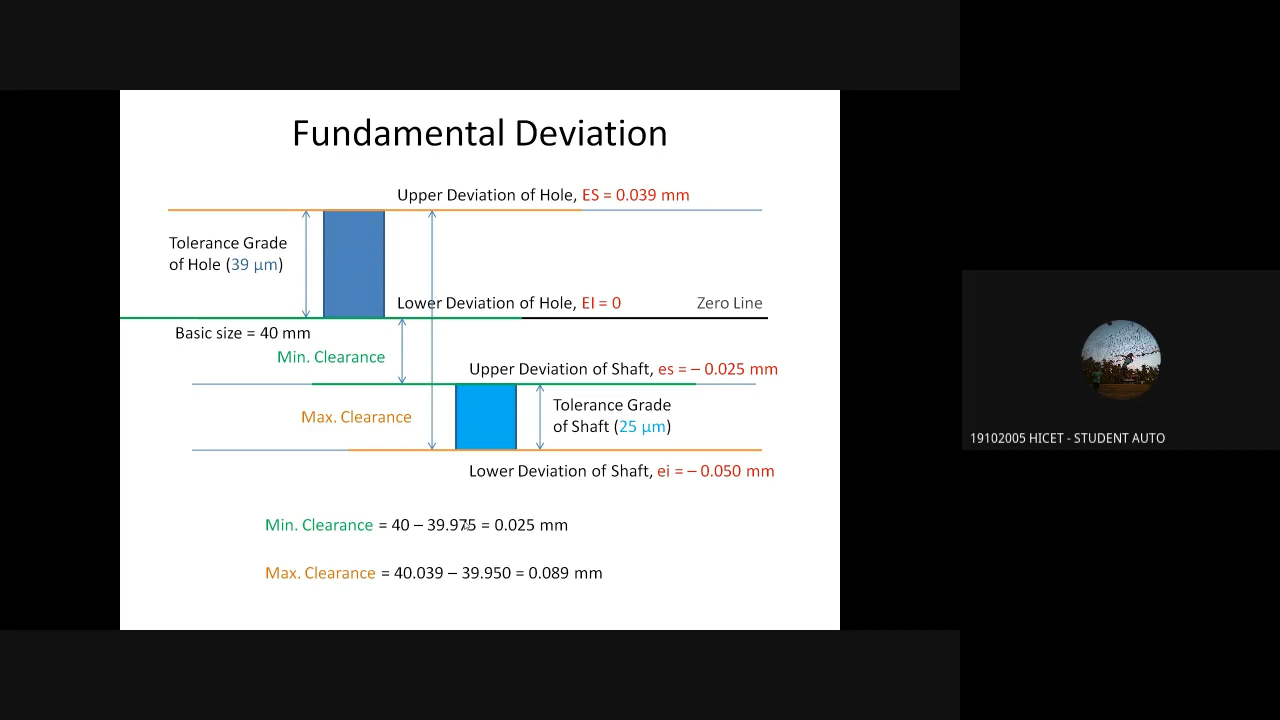 Fundamental Deviation
Upper Deviation of Hole, ES = 0.039 mm
Tolerance Grade
of Hole (39 µm)
Lower Deviation of Hole, EI = 0
Zero Line
Basic size = 40 mm
Min. Clearance
Upper Deviation of Shaft, es = – 0.025 mm
Max. Clearance
Tolerance Grade
of Shaft (25 µm)
Lower Deviation of Shaft, ei = – 0.050 mm
Min. Clearance = 40 – 39.975 = 0.025 mm
Max. Clearance = 40.039 – 39.950 = 0.089 mm
19102005 HICET - STUDENT AUTO